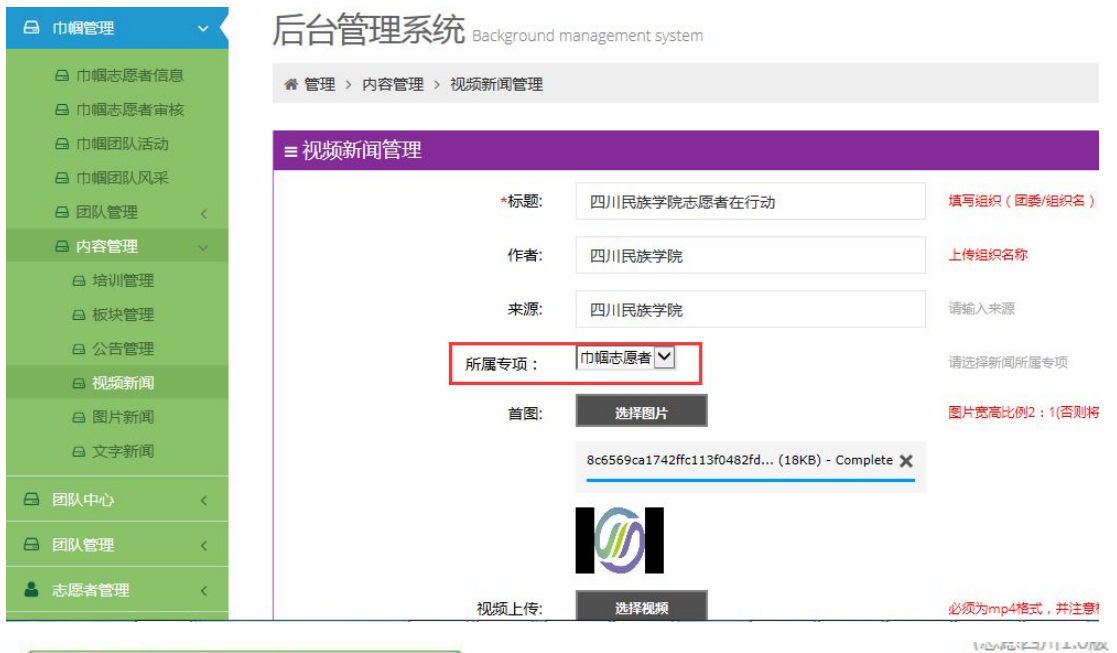 巾帼管理
巾帼志愿者信息
巾帼志愿者审核
巾帼团队活动
巾帼团队风采
团队管理
内容管理
培训管理
板块管理
公告管理
视频新闻
图片新闻
文字新闻
团队中心
团队管理
志愿者管理
后台管理系统 Background management system
管理 > 内容管理 > 视频新闻管理
视频新闻管理
*标题: 四川民族学院志愿者在行动 填写组织（团委/组织名）
作者: 四川民族学院 上传组织名称
来源: 四川民族学院 请输入来源
所属专项： 巾帼志愿者 请选择新闻所属专项
首图: 选择图片 图片宽高比例2：1(否则将
8c6569ca1742ffc113f0482fd... (18KB) - Complete
视频上传: 选择视频 必须为mp4格式，并注意